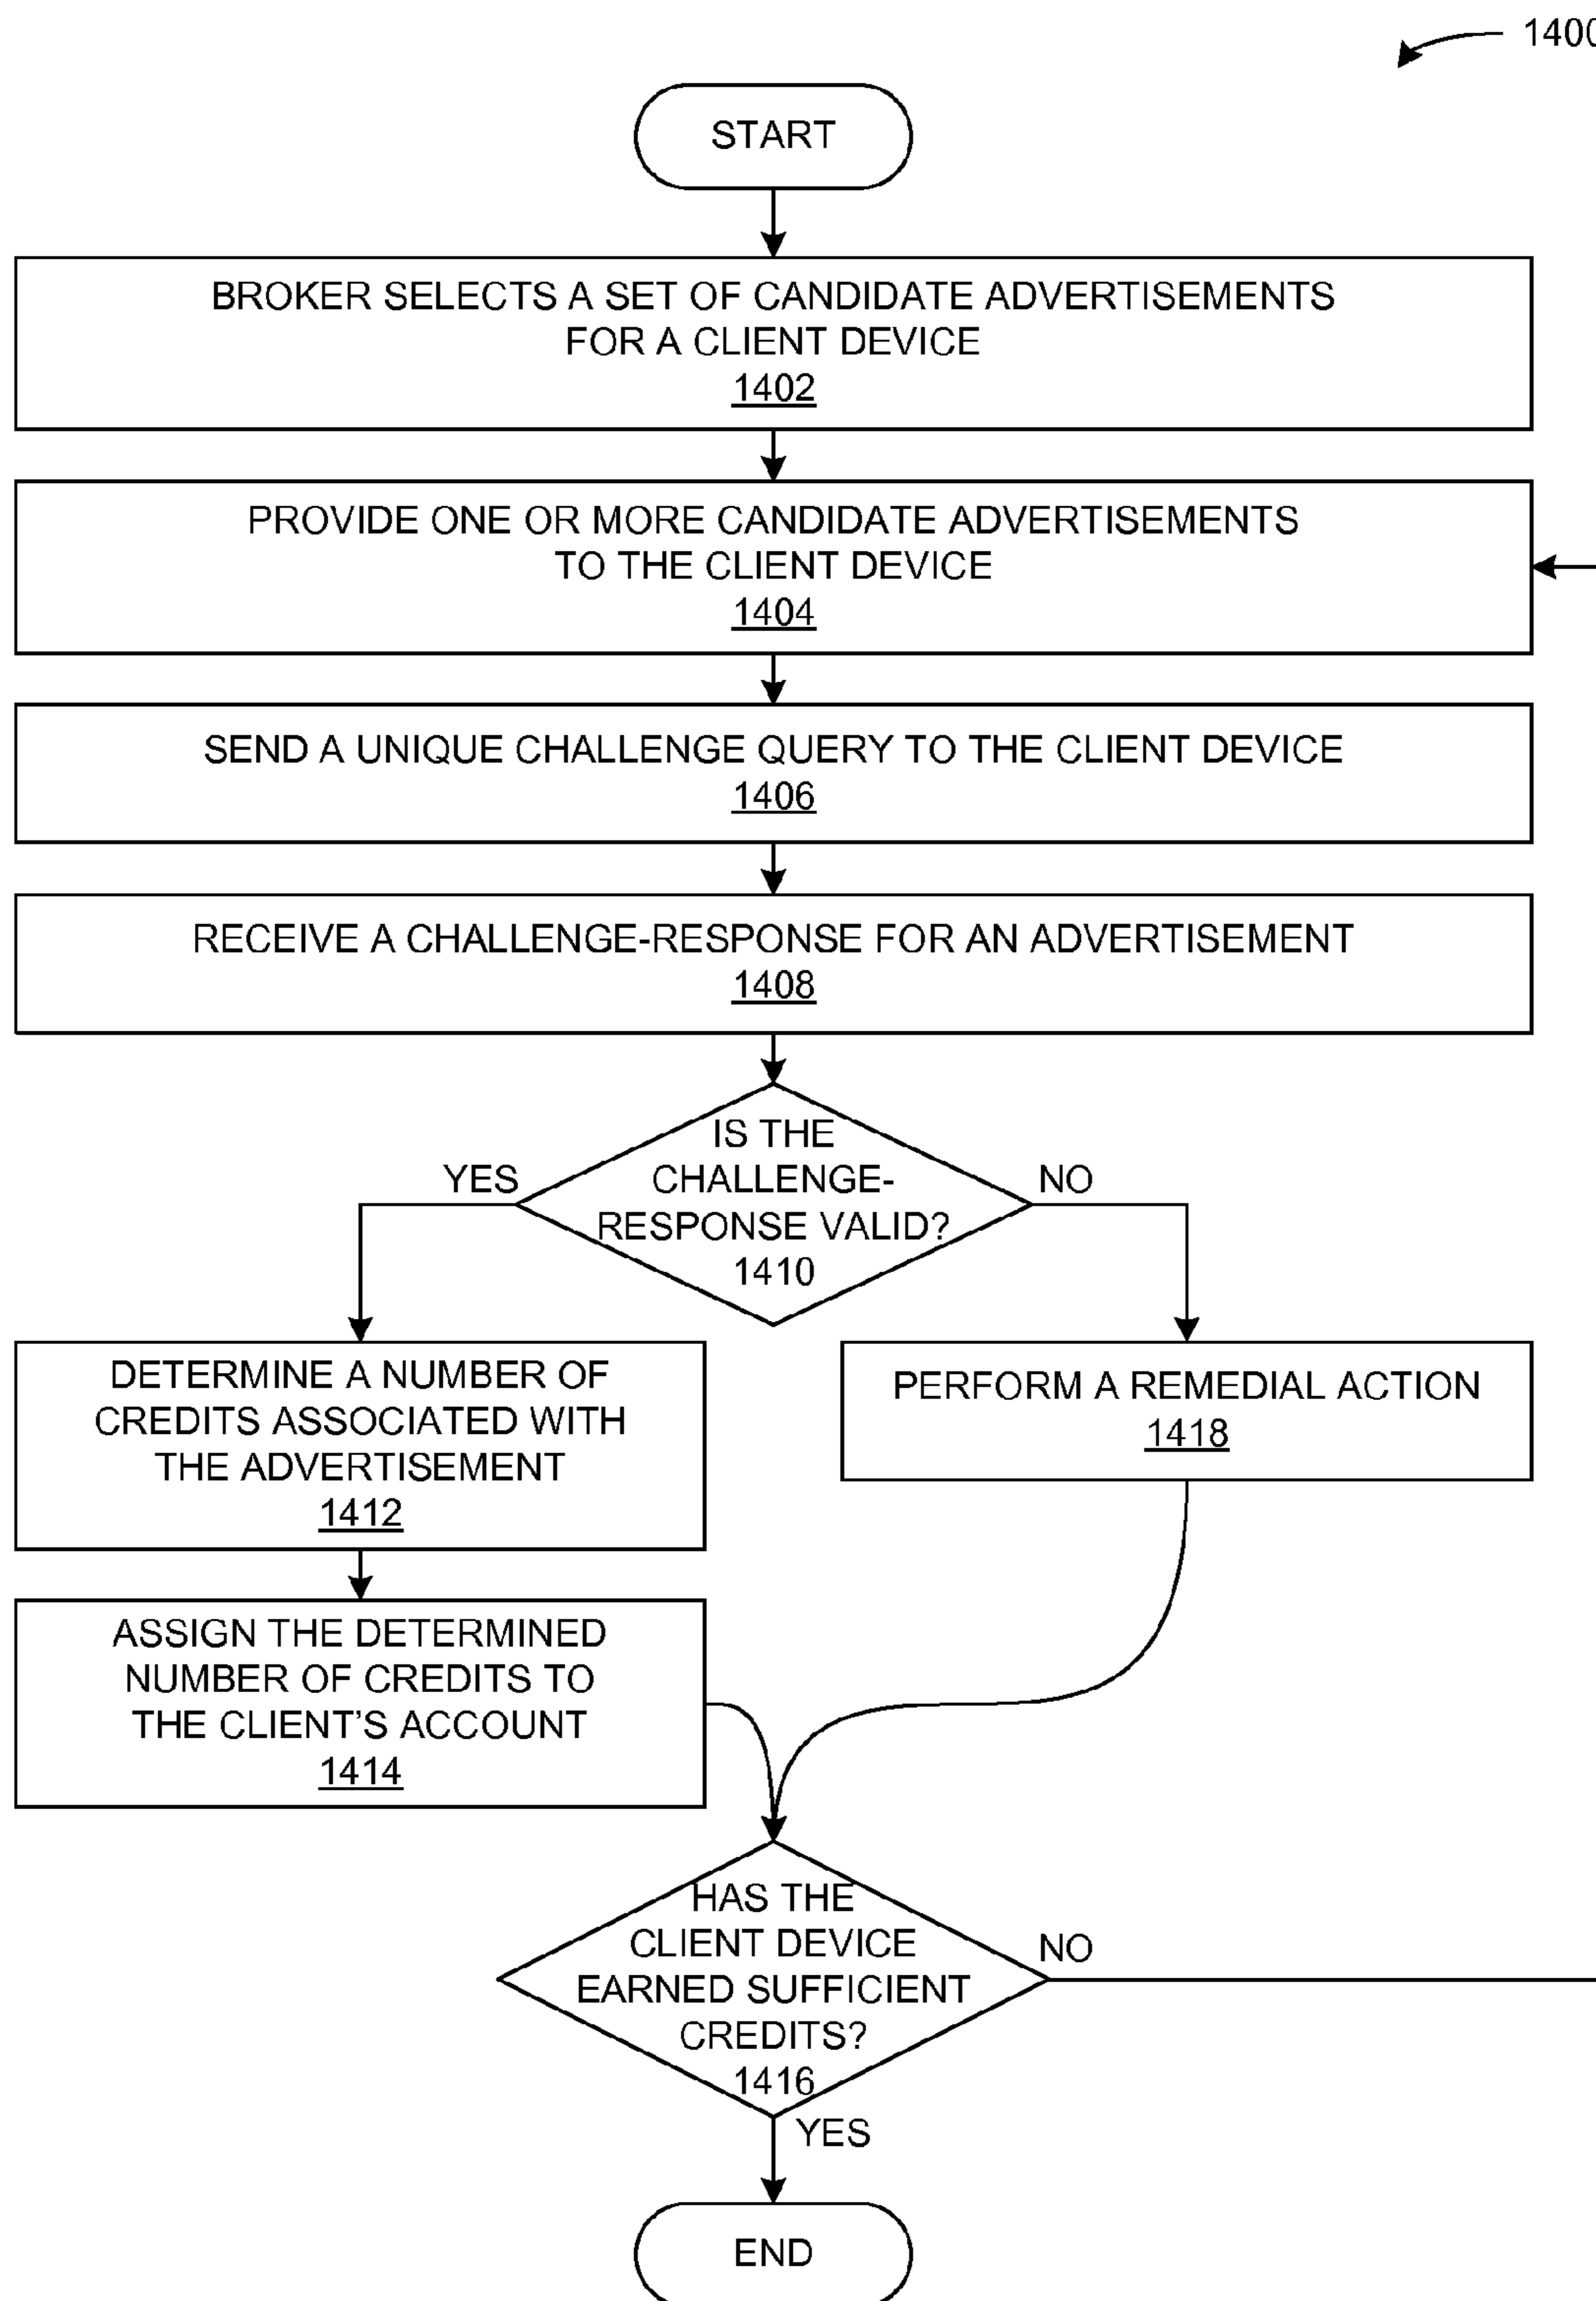 1400
START
BROKER SELECTS A SET OF CANDIDATE ADVERTISEMENTS
FOR A CLIENT DEVICE
1402
PROVIDE ONE OR MORE CANDIDATE ADVERTISEMENTS
TO THE CLIENT DEVICE
1404
SEND A UNIQUE CHALLENGE QUERY TO THE CLIENT DEVICE
1406
RECEIVE A CHALLENGE-RESPONSE FOR AN ADVERTISEMENT
1408
IS THE
CHALLENGE-
RESPONSE VALID?
1410
YES
NO
DETERMINE A NUMBER OF
CREDITS ASSOCIATED WITH
THE ADVERTISEMENT
1412
PERFORM A REMEDIAL ACTION
1418
ASSIGN THE DETERMINED
NUMBER OF CREDITS TO
THE CLIENT'S ACCOUNT
1414
HAS THE
CLIENT DEVICE
EARNED SUFFICIENT
CREDITS?
1416
NO
YES
END